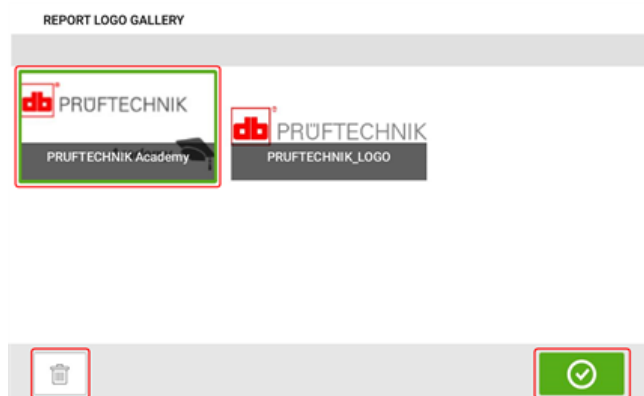 REPORT LOGO GALLERY
db® PRÜFTECHNIK
PRUFTECHNIK Academy
db® PRÜFTECHNIK
PRUFTECHNIK_LOGO